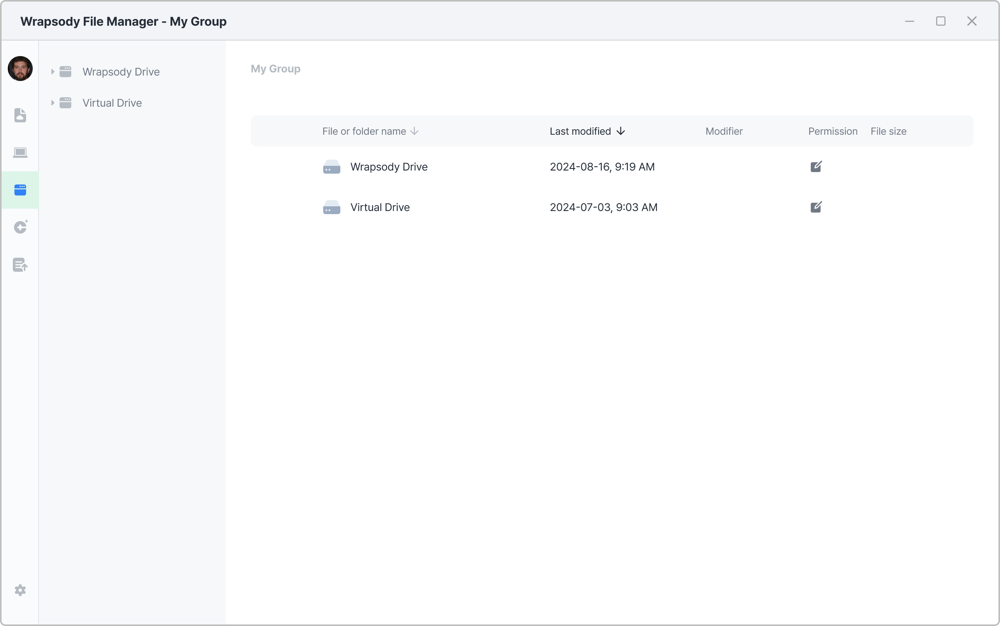 Wrapsody File Manager - My Group
Wrapsody Drive
Virtual Drive
My Group
File or folder name Last modified Modifier Permission File size
Wrapsody Drive 2024-08-16, 9:19 AM
Virtual Drive 2024-07-03, 9:03 AM